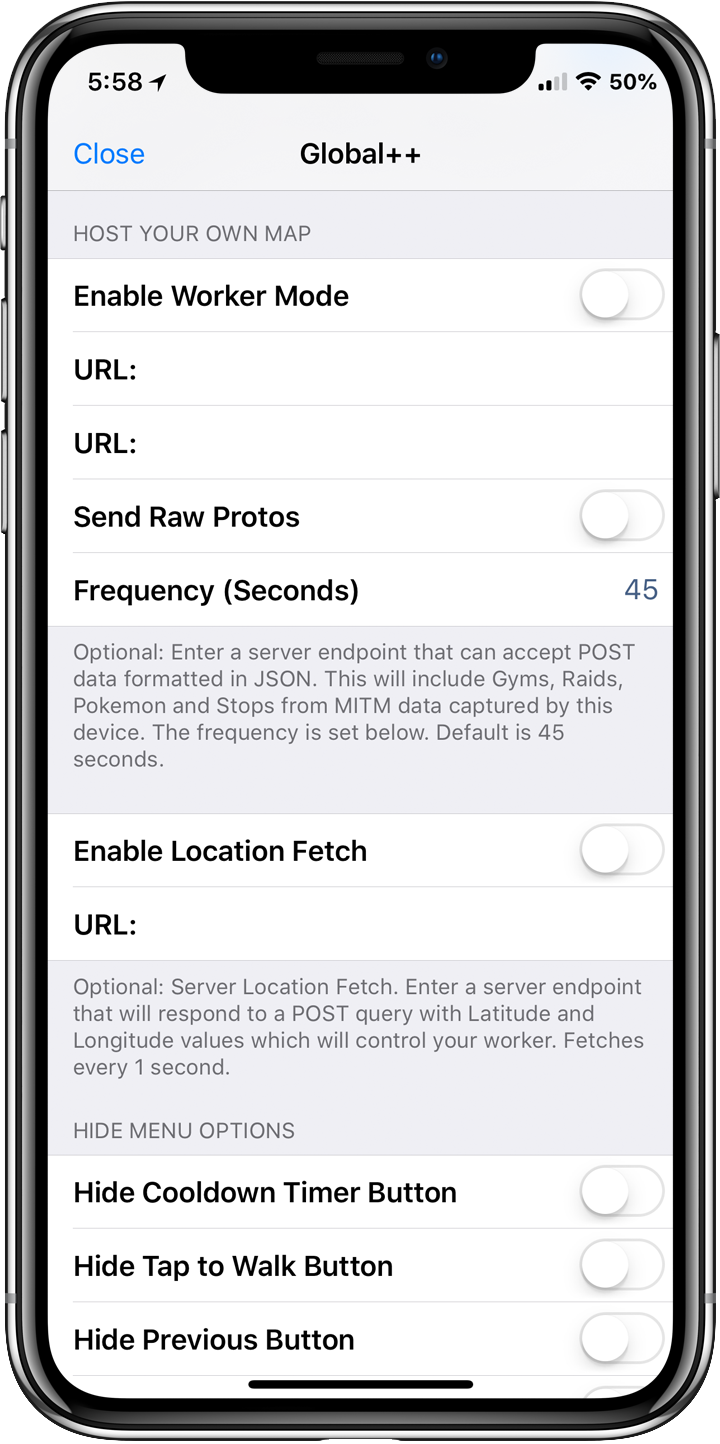 5:58
50%
Close
Global++
HOST YOUR OWN MAP
Enable Worker Mode
URL:
URL:
Send Raw Protos
Frequency (Seconds)
45
Optional: Enter a server endpoint that can accept POST
data formatted in JSON. This will include Gyms, Raids,
Pokemon and Stops from MITM data captured by this
device. The frequency is set below. Default is 45
seconds.
Enable Location Fetch
URL:
Optional: Server Location Fetch. Enter a server endpoint
that will respond to a POST query with Latitude and
Longitude values which will control your worker. Fetches
every 1 second.
HIDE MENU OPTIONS
Hide Cooldown Timer Button
Hide Tap to Walk Button
Hide Previous Button